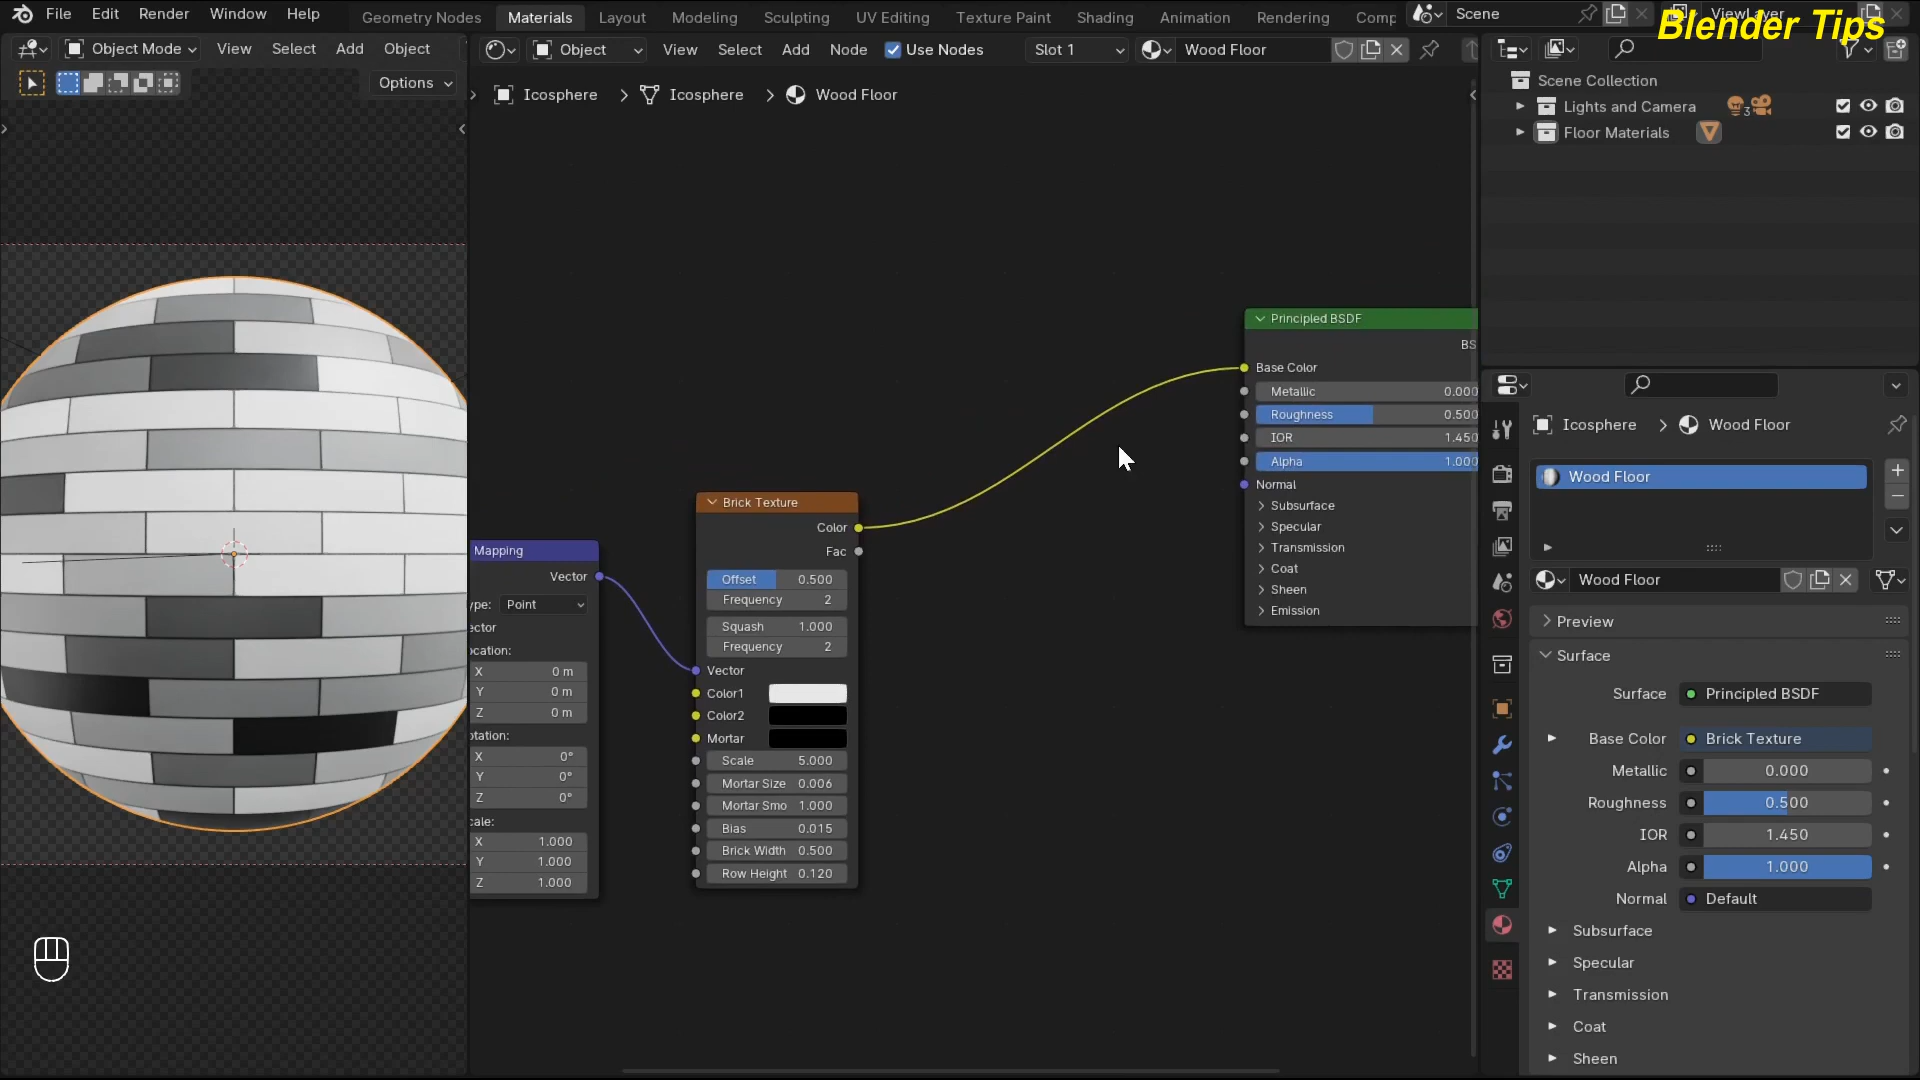 File Edit Render Window Help
Geometry Nodes Materials Layout Modeling Sculpting UV Editing Texture Paint Shading Animation Rendering Comp
Scene
ViewLayer
Blender Tips
Object Mode View Select Add Object
Object View Select Add Node Use Nodes Slot 1 Wood Floor
Options
Icosphere > Icosphere > Wood Floor
Scene Collection
Lights and Camera 3
Floor Materials
Principled BSDF
BS
Base Color
Metallic 0.000
Roughness 0.500
IOR 1.450
Alpha 1.000
Normal
Subsurface
Specular
Transmission
Coat
Sheen
Emission
Brick Texture
Color
Fac
Offset 0.500
Frequency 2
Squash 1.000
Frequency 2
Vector
Color1
Color2
Mortar
Scale 5.000
Mortar Size 0.006
Mortar Smo 1.000
Bias 0.015
Brick Width 0.500
Row Height 0.120
Mapping
Vector
ype: Point
ector
ocation:
X 0 m
Y 0 m
Z 0 m
otation:
X 0°
Y 0°
Z 0°
cale:
X 1.000
Y 1.000
Z 1.000
Icosphere > Wood Floor
Wood Floor
Wood Floor
Preview
Surface
Surface Principled BSDF
Base Color Brick Texture
Metallic 0.000
Roughness 0.500
IOR 1.450
Alpha 1.000
Normal Default
Subsurface
Specular
Transmission
Coat
Sheen